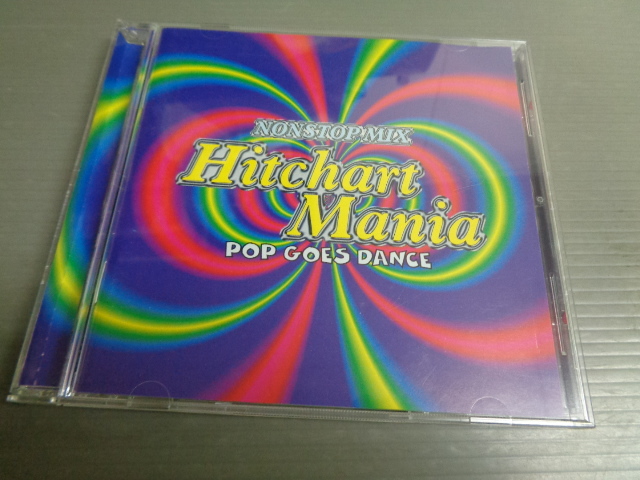 NONSTOP MIX
Hitchart
Mania
POP GOES DANCE